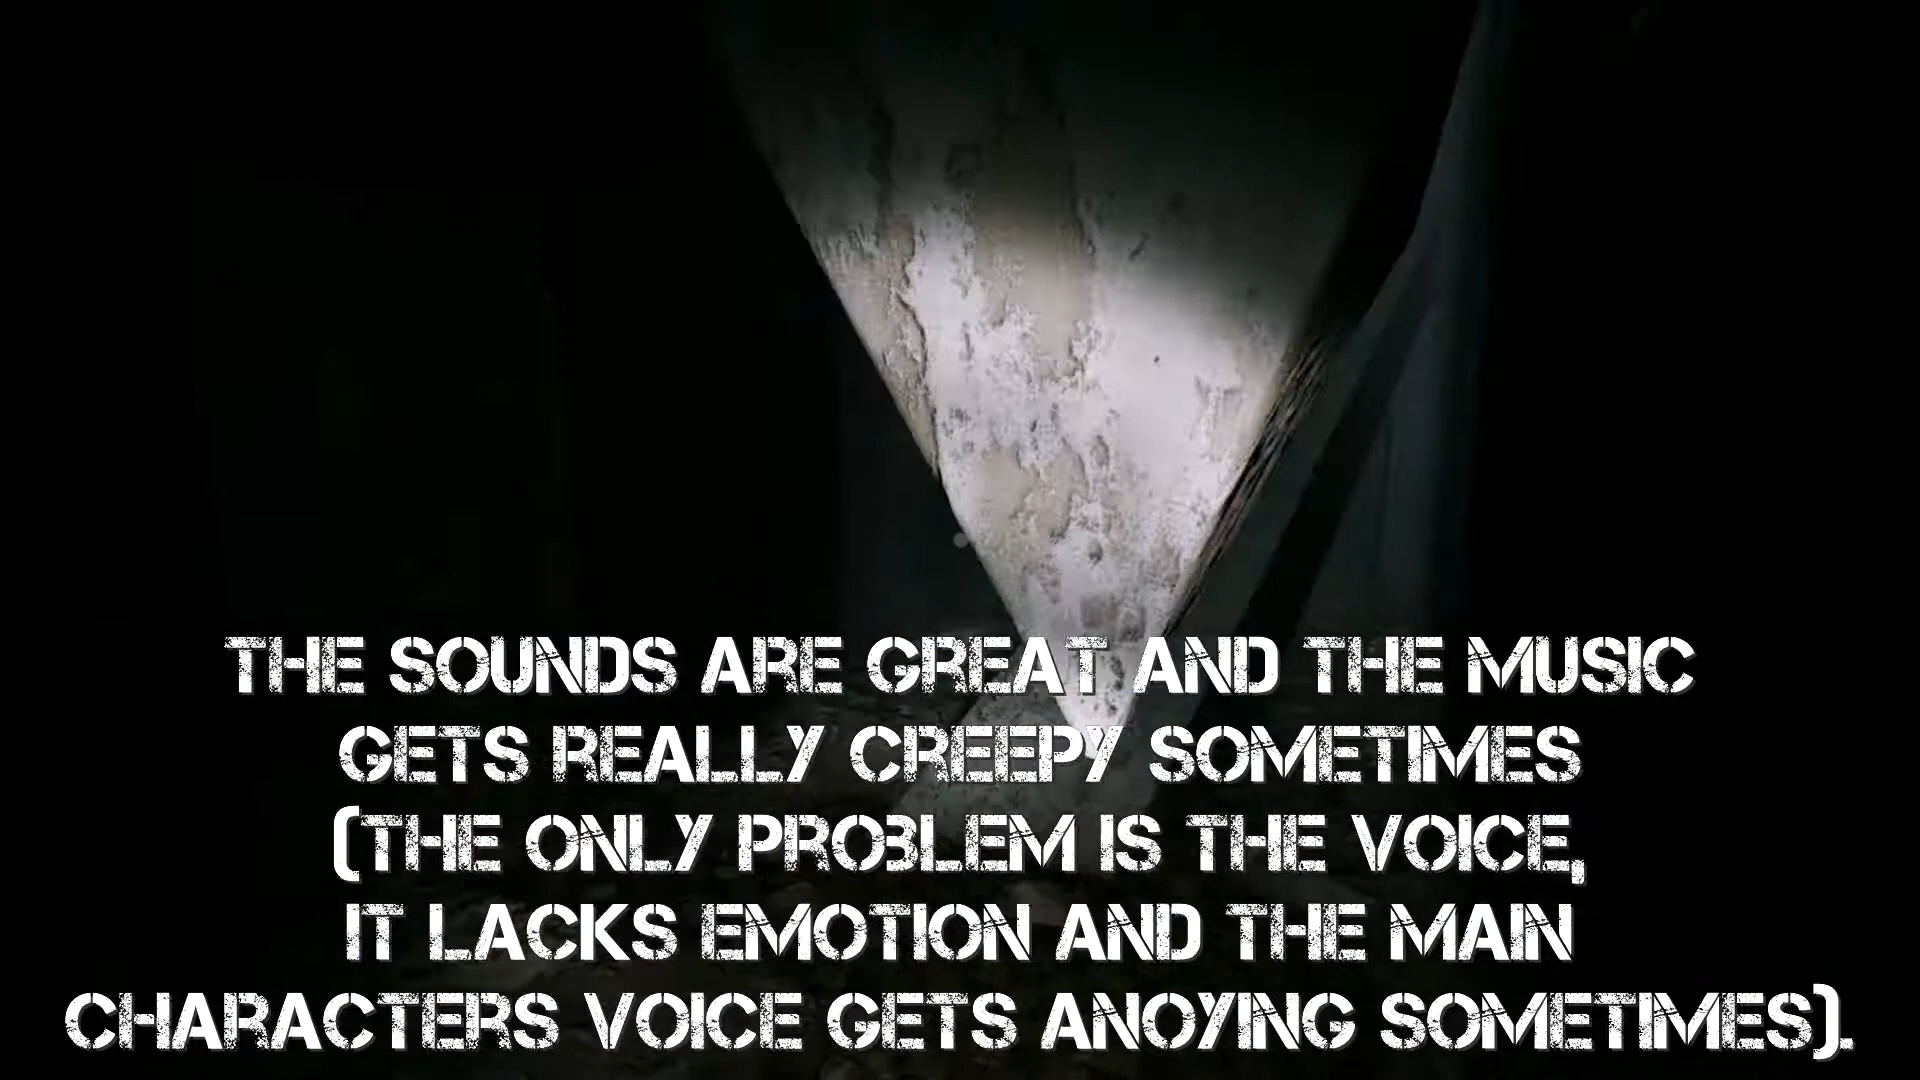 THE SOUNDS ARE GREAT AND THE MUSIC
GETS REALLY CREEPY SOMETIMES
(THE ONLY PROBLEM IS THE VOICE,
IT LACKS EMOTION AND THE MAIN
CHARACTERS VOICE GETS ANOYING SOMETIMES).